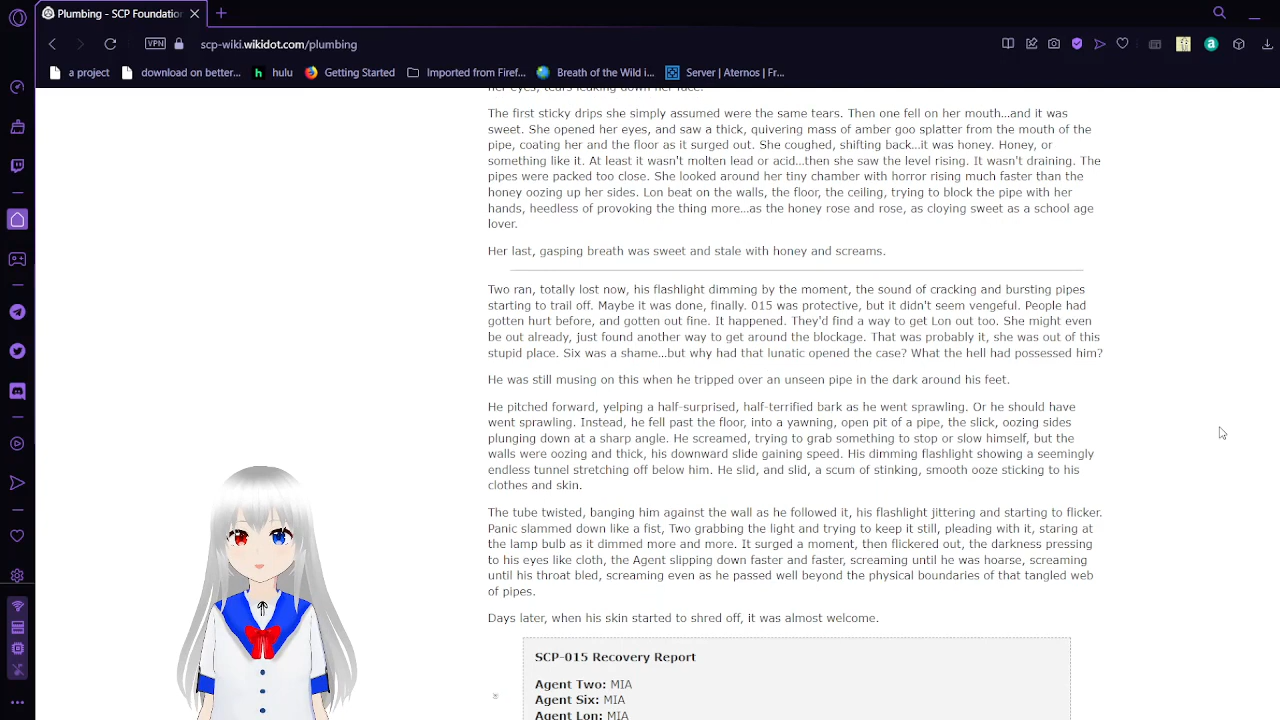 Plumbing - SCP Foundation
VPN
scp-wiki.wikidot.com/plumbing
a project
download on better...
hulu
Getting Started
Imported from Firef...
Breath of the Wild i...
Server | Aternos | Fr...
her eyes, tears leaking down her face.
The first sticky drips she simply assumed were the same tears. Then one fell on her mouth...and it was
sweet. She opened her eyes, and saw a thick, quivering mass of amber goo splatter from the mouth of the
pipe, coating her and the floor as it surged out. She coughed, shifting back...it was honey. Honey, or
something like it. At least it wasn't molten lead or acid...then she saw the level rising. It wasn't draining. The
pipes were packed too close. She looked around her tiny chamber with horror rising much faster than the
honey oozing up her sides. Lon beat on the walls, the floor, the ceiling, trying to block the pipe with her
hands, heedless of provoking the thing more...as the honey rose and rose, as cloying sweet as a school age
lover.
Her last, gasping breath was sweet and stale with honey and screams.
Two ran, totally lost now, his flashlight dimming by the moment, the sound of cracking and bursting pipes
starting to trail off. Maybe it was done, finally. 015 was protective, but it didn't seem vengeful. People had
gotten hurt before, and gotten out fine. It happened. They'd find a way to get Lon out too. She might even
be out already, just found another way to get around the blockage. That was probably it, she was out of this
stupid place. Six was a shame...but why had that lunatic opened the case? What the hell had possessed him?
He was still musing on this when he tripped over an unseen pipe in the dark around his feet.
He pitched forward, yelping a half-surprised, half-terrified bark as he went sprawling. Or he should have
went sprawling. Instead, he fell past the floor, into a yawning, open pit of a pipe, the slick, oozing sides
plunging down at a sharp angle. He screamed, trying to grab something to stop or slow himself, but the
walls were oozing and thick, his downward slide gaining speed. His dimming flashlight showing a seemingly
endless tunnel stretching off below him. He slid, and slid, a scum of stinking, smooth ooze sticking to his
clothes and skin.
The tube twisted, banging him against the wall as he followed it, his flashlight jittering and starting to flicker.
Panic slammed down like a fist, Two grabbing the light and trying to keep it still, pleading with it, staring at
the lamp bulb as it dimmed more and more. It surged a moment, then flickered out, the darkness pressing
to his eyes like cloth, the Agent slipping down faster and faster, screaming until he was hoarse, screaming
until his throat bled, screaming even as he passed well beyond the physical boundaries of that tangled web
of pipes.
Days later, when his skin started to shred off, it was almost welcome.
SCP-015 Recovery Report
Agent Two: MIA
Agent Six: MIA
Agent Lon: MIA